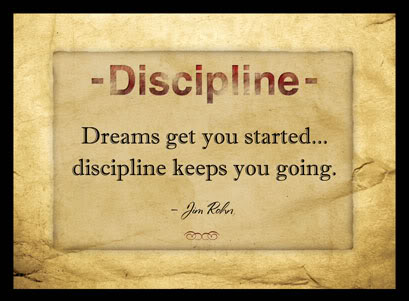 -Discipline-
Dreams get you started...
discipline keeps you going.
- Jim Rohn